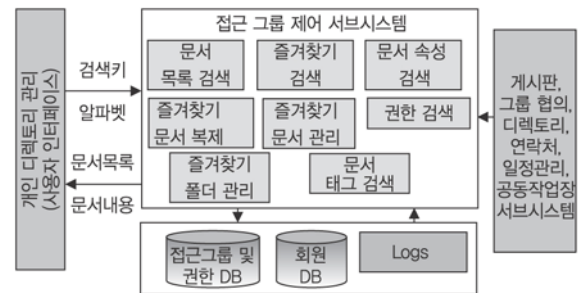 접근 그룹 제어 서브시스템
개인 디렉토리 관리
(사용자 인터페이스)
검색키
알파벳
문서목록
문서내용
문서
목록 검색
즐겨찾기
검색
문서 속성
검색
즐겨찾기
문서 복제
즐겨찾기
문서 관리
권한 검색
즐겨찾기
폴더 관리
문서
태그 검색
게시판,
그룹 협의,
디렉토리,
연락처,
일정관리,
공동작업장
서브시스템
접근그룹 및
권한 DB
회원
DB
Logs